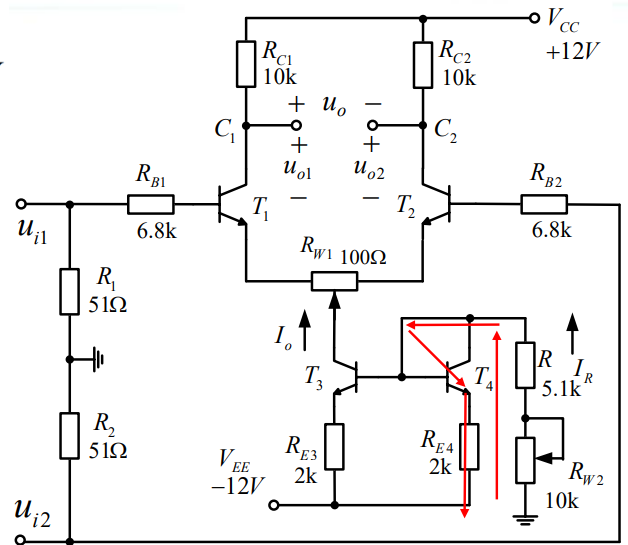 V_CC
+12V
R_C1
10k
R_C2
10k
+ u_o −
C_1
C_2
+
u_o1
−
+
u_o2
−
R_B1
6.8k
T_1
T_2
R_B2
6.8k
u_i1
R_W1 100Ω
R_1
51Ω
I_o
T_3
T_4
R
5.1k
I_R
R_2
51Ω
V_EE
−12V
R_E3
2k
R_E4
2k
R_W2
10k
u_i2